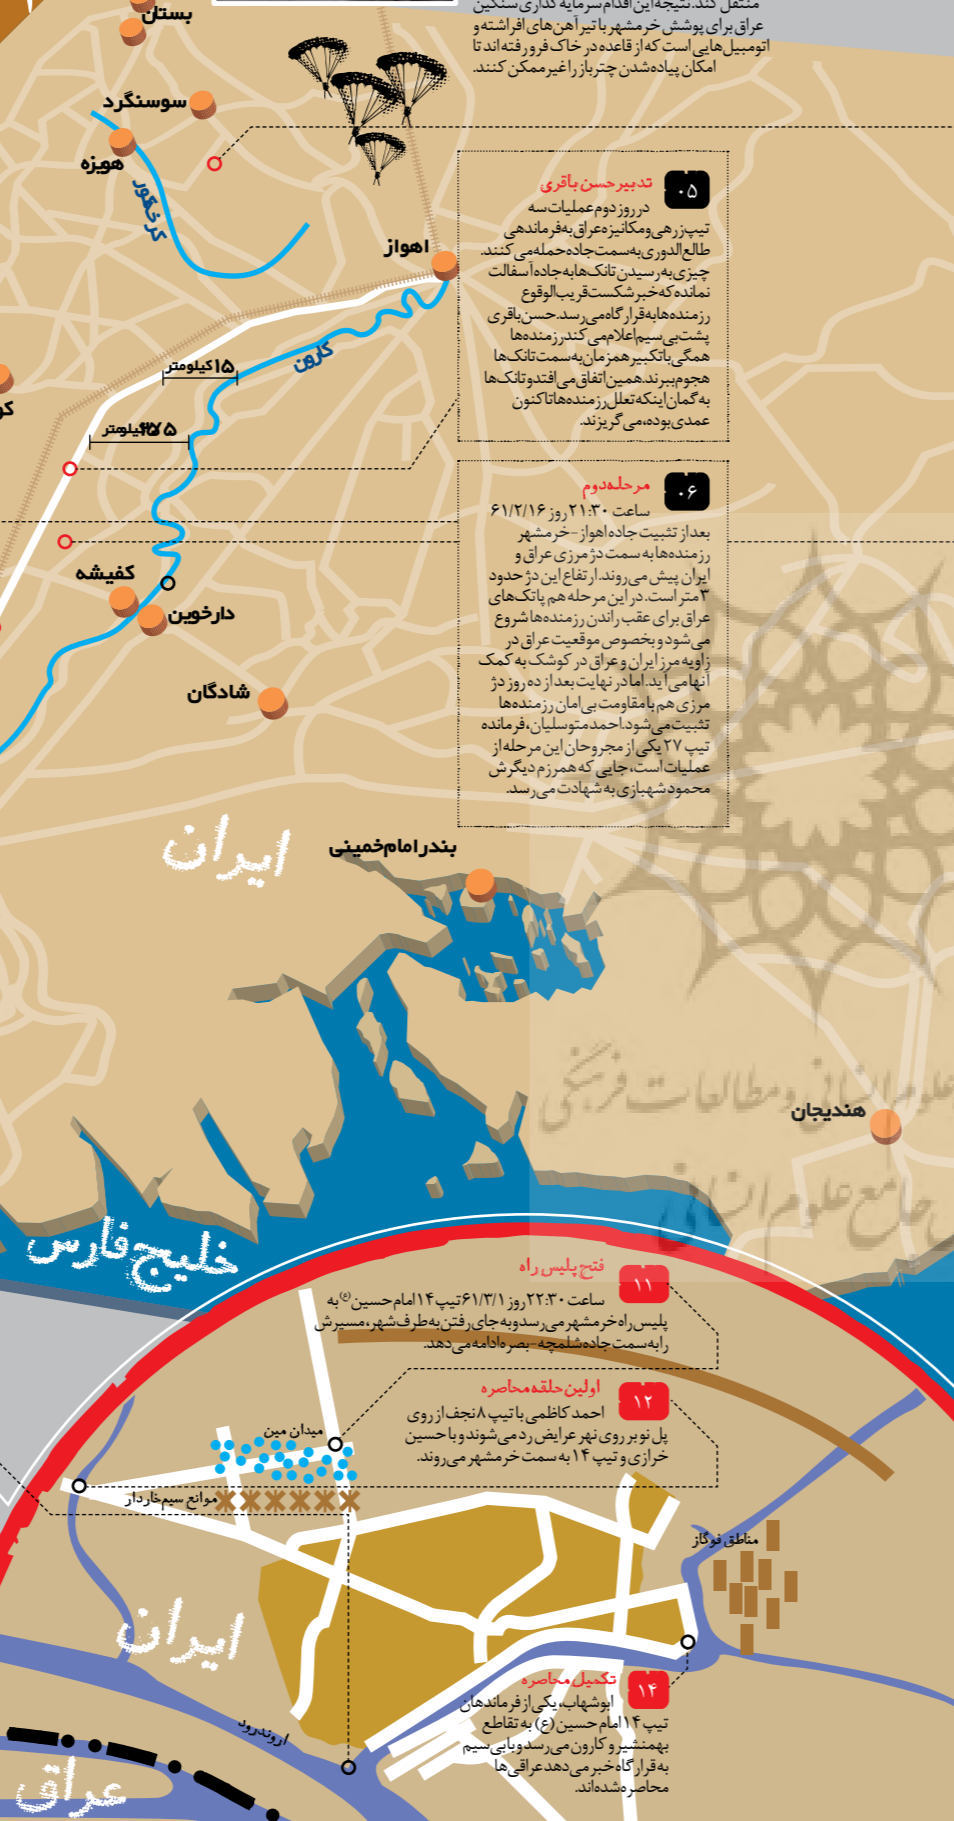 منتقل کند. نتیجه این اقدام سرمایه گذاری سنگین
عراق برای پوشش خرمشهر با تیر آهن های افراشته و
اتومبیل هایی است که از قاعده در خاک فرو رفته اند تا
امکان پیاده شدن چترباز را غیر ممکن کنند.
بستان
سوسنگرد
هویزه
کرخه کور
اهواز
کارون
۱۵ کیلومتر
کیلومتر
کفیشه
دارخوین
شادگان
۰۵
تدبیر حسن باقری
در روز دوم عملیات سه
تیپ زرهی و مکانیزه عراق به فرماندهی
طالع الدوری به سمت جاده حمله می کنند.
چیزی به رسیدن تانک ها به جاده آسفالت
نمانده که خبر شکست قریب الوقوع
رزمنده ها به قرارگاه می رسد. حسن باقری
پشت بی سیم اعلام می کند رزمنده ها
همگی با تکبیر همزمان به سمت تانک ها
هجوم ببرند. همین اتفاق می افتد و تانک ها
به گمان اینکه تعلل رزمنده ها تاکنون
عمدی بوده، می گریزند.
۰۶
مرحله دوم
ساعت ۲۱:۳۰ روز ۶۱/۲/۱۶
بعد از تثبیت جاده اهواز - خرمشهر
رزمنده ها به سمت دژ مرزی عراق و
ایران پیش می روند. ارتفاع این دژ حدود
۳ متر است. در این مرحله هم پاتک های
عراق برای عقب راندن رزمنده ها شروع
می شود و بخصوص موقعیت عراق در
زاویه مرز ایران و عراق در کوشک به کمک
آنها می آید. اما در نهایت بعد از ده روز دژ
مرزی هم با مقاومت بی امان رزمنده ها
تثبیت می شود. احمد متوسلیان، فرمانده
تیپ ۲۷ یکی از مجروحان این مرحله از
عملیات است، جایی که همرزم دیگرش
محمود شهبازی به شهادت می رسد.
ایران
بندر امام خمینی
علوم انسانی و مطالعات فرهنگی
هندیجان
جامع علوم انسانی
خلیج فارس
۱۱
فتح پلیس راه
ساعت ۲۲:۳۰ روز ۶۱/۳/۱ تیپ ۱۴ امام حسین (ع) به
پلیس راه خرمشهر می رسد و به جای رفتن به طرف شهر، مسیرش
را به سمت جاده شلمچه - بصره ادامه می دهد.
۱۲
اولین حلقه محاصره
احمد کاظمی با تیپ ۸ نجف از روی
پل نو بر روی نهر عرایض رد می شوند و با حسین
خرازی و تیپ ۱۴ به سمت خرمشهر می روند.
میدان مین
موانع سیم خاردار
مناطق فوگاز
ایران
۱۴
تکمیل محاصره
ابوشهاب، یکی از فرماندهان
تیپ ۱۴ امام حسین (ع) به تقاطع
بهمنشیر و کارون می رسد و با بی سیم
به قرارگاه خبر می دهد عراقی ها
محاصره شده اند.
اروندرود
عراق